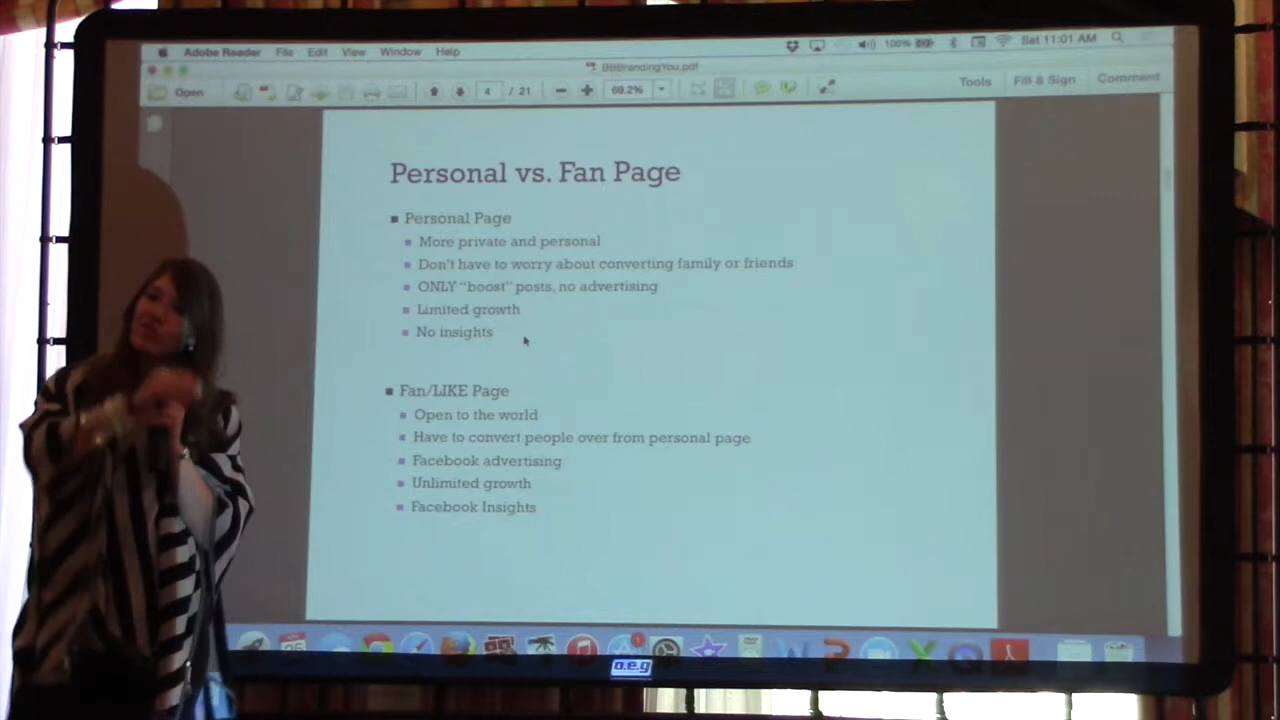 Adobe Reader File Edit View Window Help 100% Sat 11:01 AM
BBBrandingYou.pdf
Open 4 / 21 69.2% Tools Fill & Sign Comment
Personal vs. Fan Page
Personal Page
More private and personal
Don't have to worry about converting family or friends
ONLY "boost" posts, no advertising
Limited growth
No insights
Fan/LIKE Page
Open to the world
Have to convert people over from personal page
Facebook advertising
Unlimited growth
Facebook Insights
a.e.g